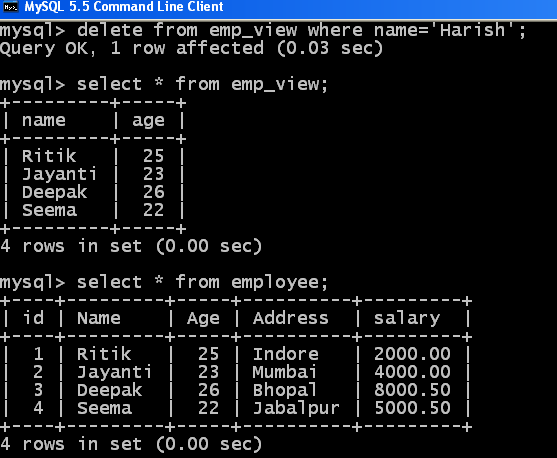 MySQL 5.5 Command Line Client
mysql> delete from emp_view where name='Harish';
Query OK, 1 row affected (0.03 sec)
mysql> select * from emp_view;
+---------+-----+
| name    | age |
+---------+-----+
| Ritik   |  25 |
| Jayanti |  23 |
| Deepak  |  26 |
| Seema   |  22 |
+---------+-----+
4 rows in set (0.00 sec)
mysql> select * from employee;
+----+---------+-----+----------+---------+
| id | Name    | Age | Address  | salary  |
+----+---------+-----+----------+---------+
|  1 | Ritik   |  25 | Indore   | 2000.00 |
|  2 | Jayanti |  23 | Mumbai   | 4000.00 |
|  3 | Deepak  |  26 | Bhopal   | 8000.50 |
|  4 | Seema   |  22 | Jabalpur | 5000.50 |
+----+---------+-----+----------+---------+
4 rows in set (0.00 sec)